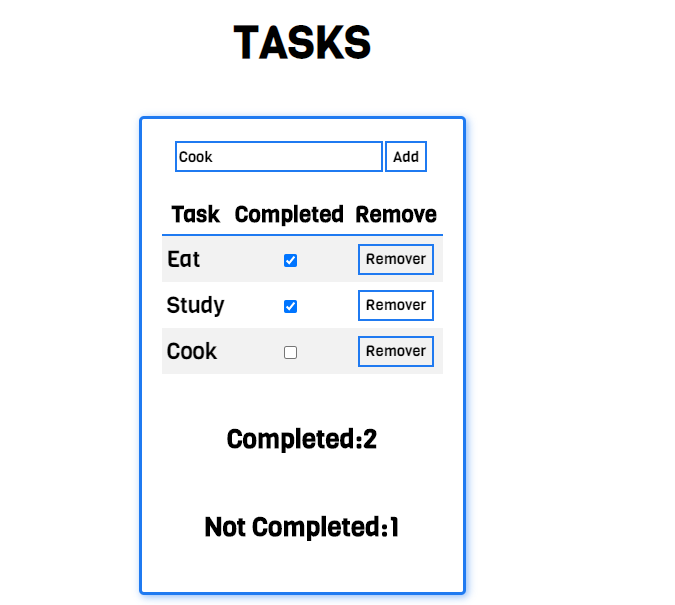 TASKS
Cook Add
Task Completed Remove
Eat Remover
Study Remover
Cook Remover
Completed:2
Not Completed:1